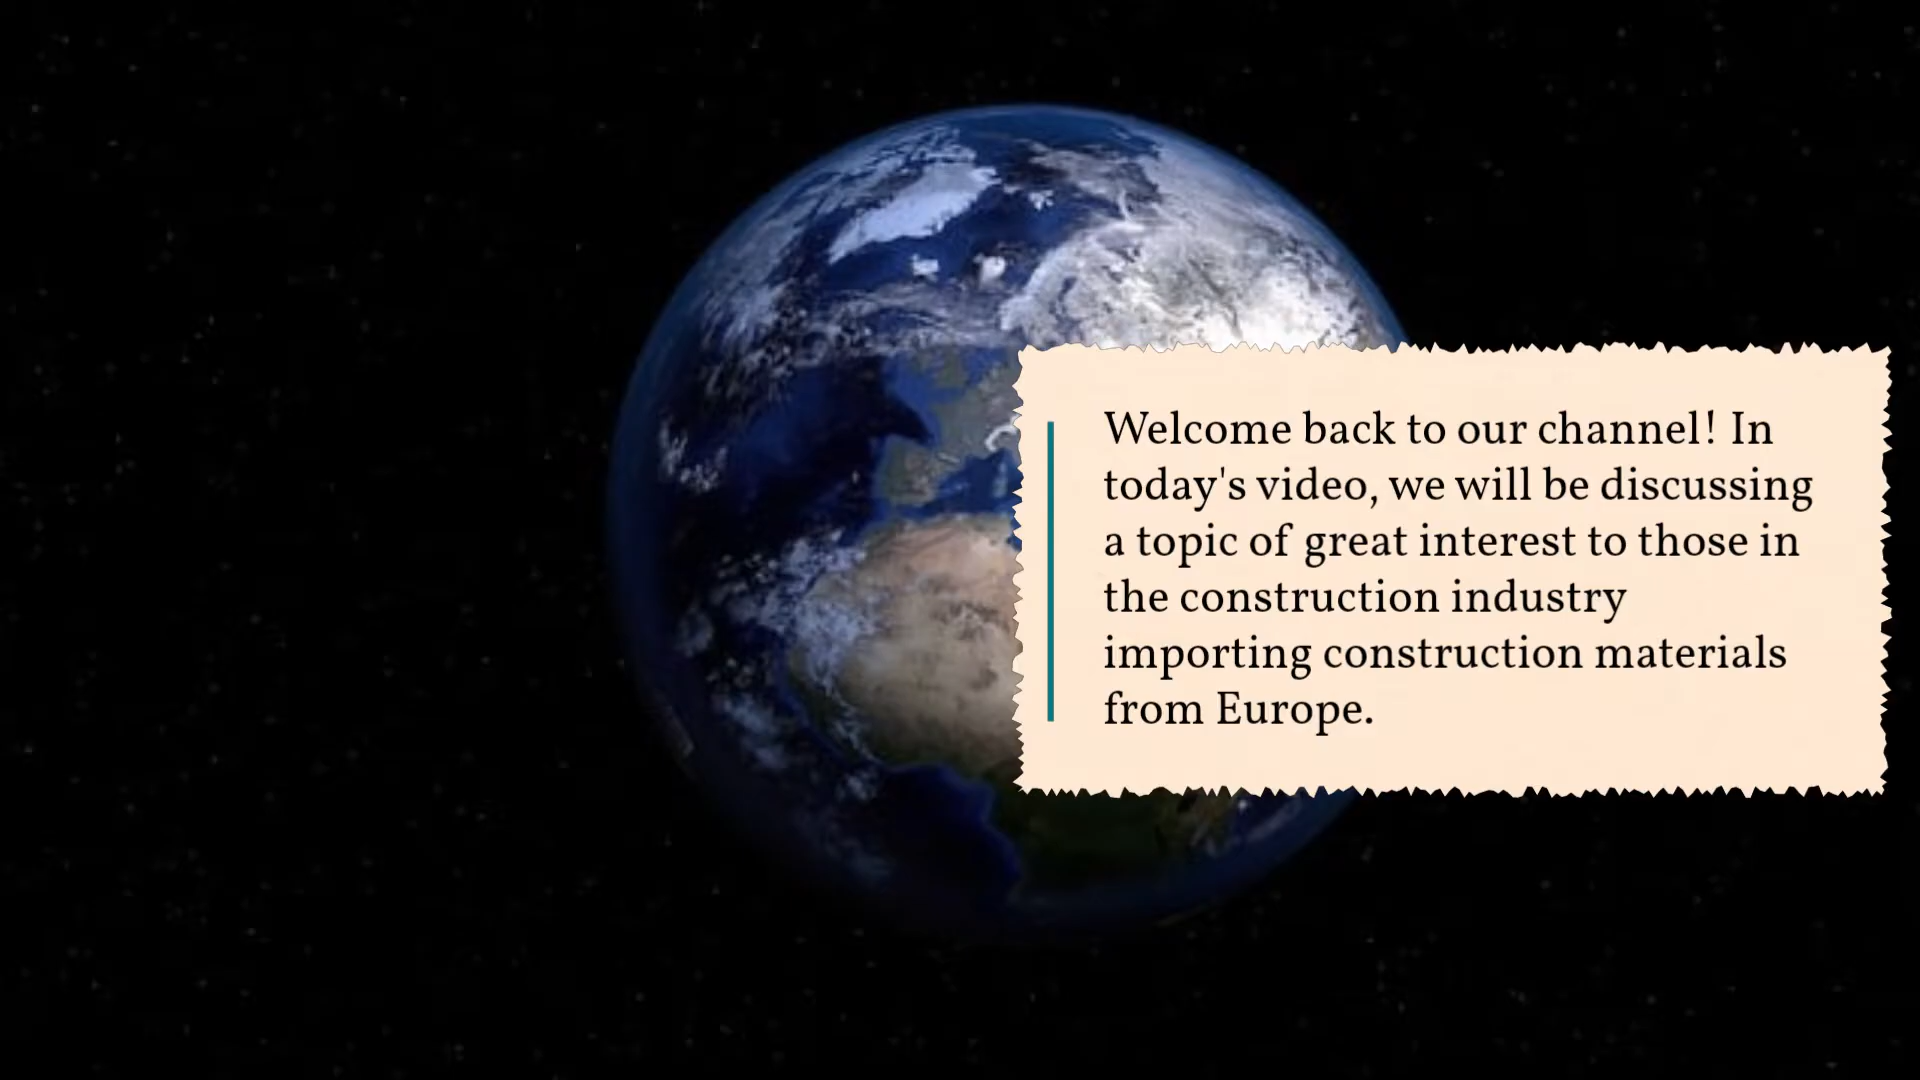 Welcome back to our channel! In
today's video, we will be discussing
a topic of great interest to those in
the construction industry
importing construction materials
from Europe.